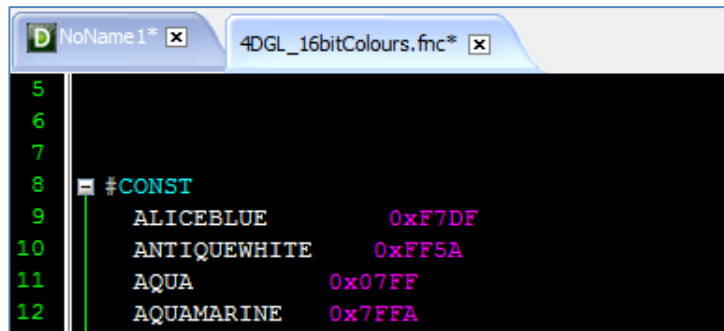 D NoName1* x 4DGL_16bitColours.fnc* x
5
6
7
8 #CONST
9 ALICEBLUE 0xF7DF
10 ANTIQUEWHITE 0xFF5A
11 AQUA 0x07FF
12 AQUAMARINE 0x7FFA